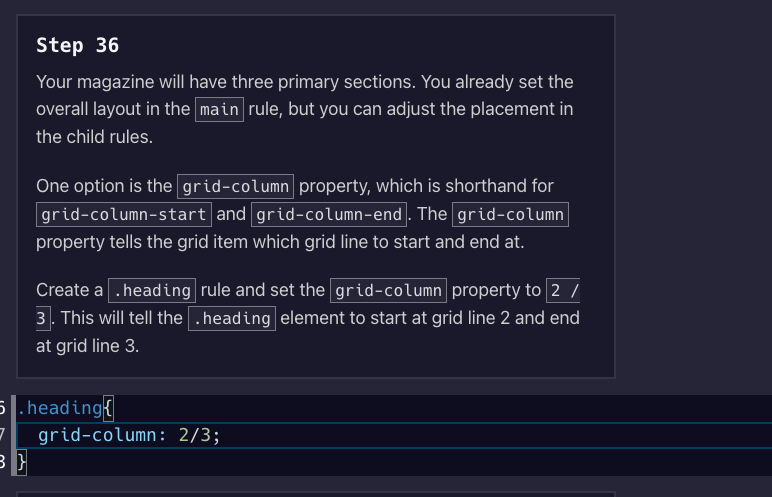 Step 36
Your magazine will have three primary sections. You already set the
overall layout in the main rule, but you can adjust the placement in
the child rules.
One option is the grid-column property, which is shorthand for
grid-column-start and grid-column-end. The grid-column
property tells the grid item which grid line to start and end at.
Create a .heading rule and set the grid-column property to 2 /
3. This will tell the .heading element to start at grid line 2 and end
at grid line 3.
.heading{
grid-column: 2/3;
}